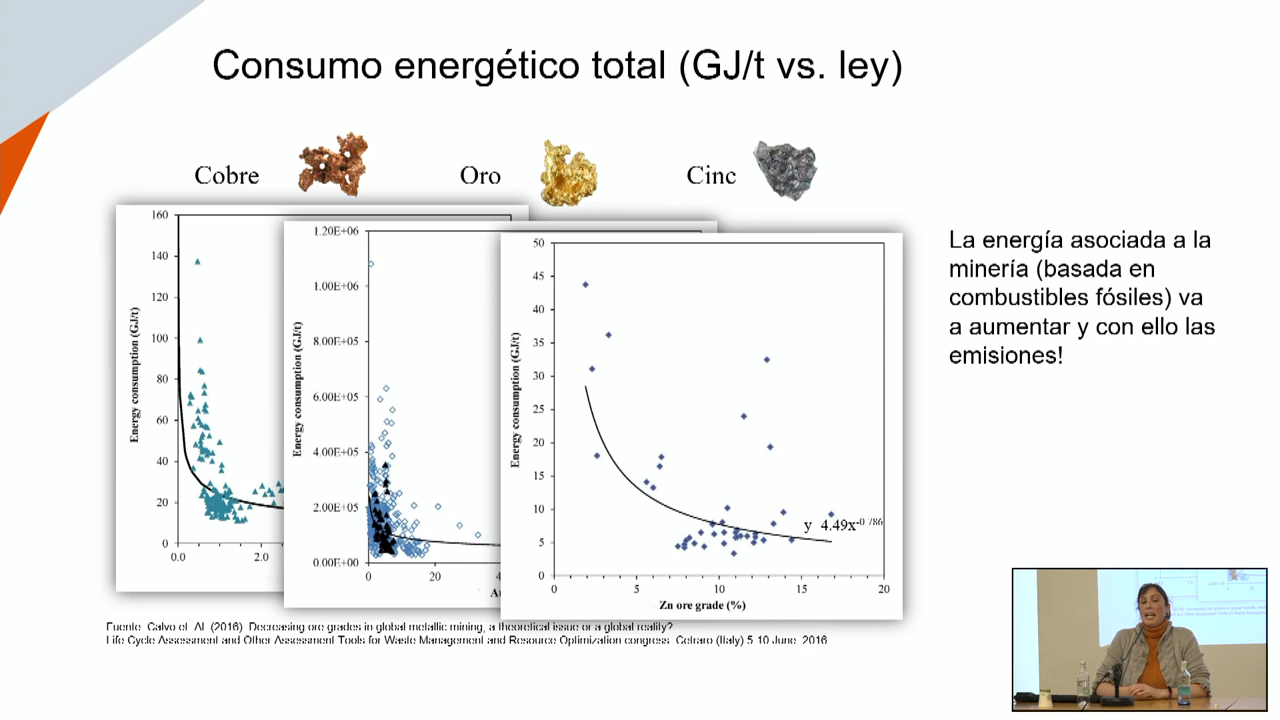 Consumo energético total (GJ/t vs. ley)
Cobre
Oro
Cinc
160
140
120
100
80
60
40
20
0
Energy consumption (GJ/t)
0.0
2.0
1.20E+06
1.00E+06
8.00E+05
6.00E+05
4.00E+05
2.00E+05
0.00E+00
Energy consumption (GJ/t)
0
20
4
Au
50
45
40
35
30
25
20
15
10
5
0
Energy consumption (GJ/t)
y 4.49x-0.786
0
5
10
15
20
Zn ore grade (%)
La energía asociada a la
minería (basada en
combustibles fósiles) va
a aumentar y con ello las
emisiones!
Fuente: Calvo et. Al. (2016). Decreasing ore grades in global metallic mining, a theoretical issue or a global reality?
Life Cycle Assessment and Other Assessment Tools for Waste Management and Resource Optimization congress. Cetraro (Italy) 5-10 June, 2016